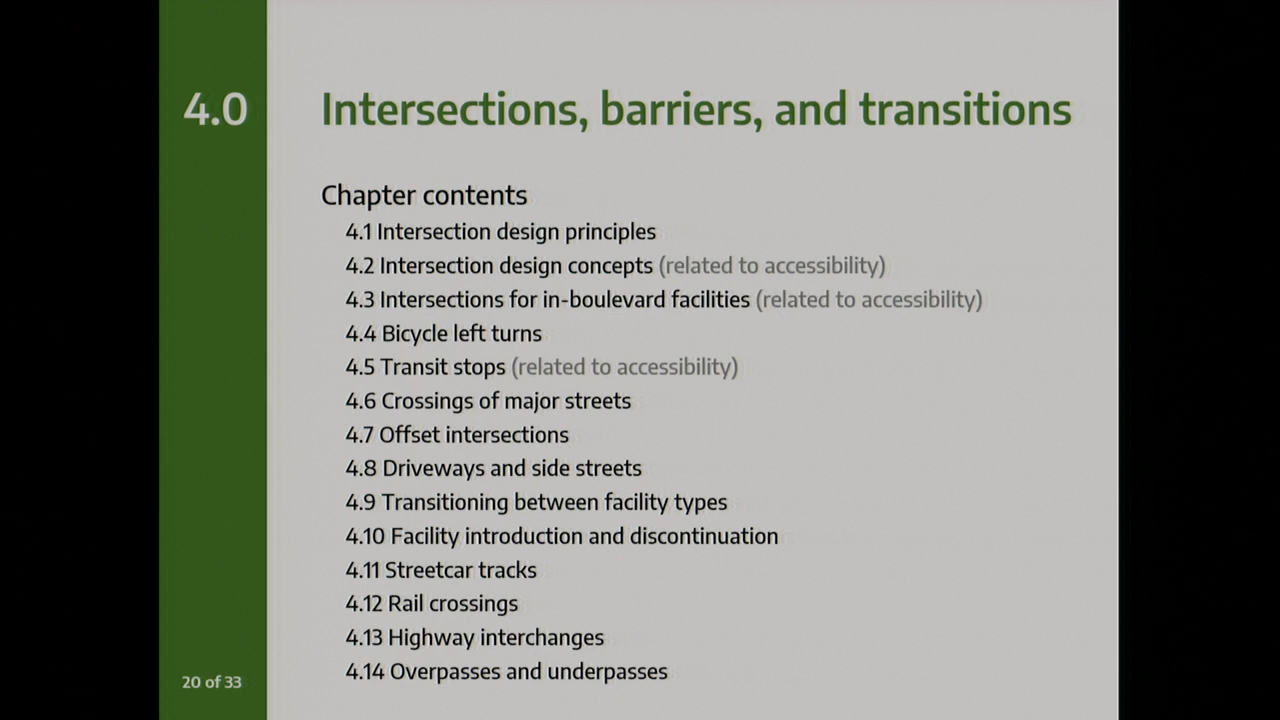 4.0
Intersections, barriers, and transitions
Chapter contents
4.1 Intersection design principles
4.2 Intersection design concepts (related to accessibility)
4.3 Intersections for in-boulevard facilities (related to accessibility)
4.4 Bicycle left turns
4.5 Transit stops (related to accessibility)
4.6 Crossings of major streets
4.7 Offset intersections
4.8 Driveways and side streets
4.9 Transitioning between facility types
4.10 Facility introduction and discontinuation
4.11 Streetcar tracks
4.12 Rail crossings
4.13 Highway interchanges
4.14 Overpasses and underpasses
20 of 33